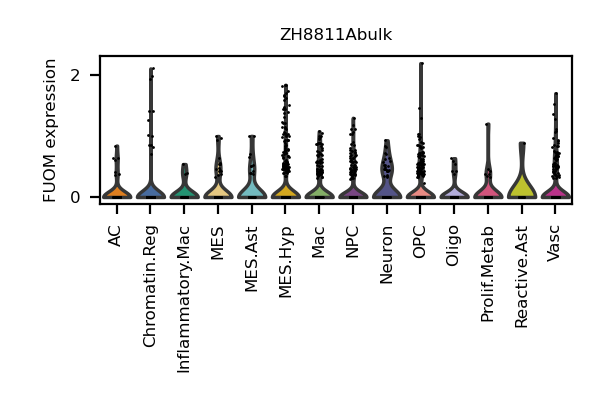 ZH8811Abulk
FUOM expression
2
0
AC
Chromatin.Reg
Inflammatory.Mac
MES
MES.Ast
MES.Hyp
Mac
NPC
Neuron
OPC
Oligo
Prolif.Metab
Reactive.Ast
Vasc